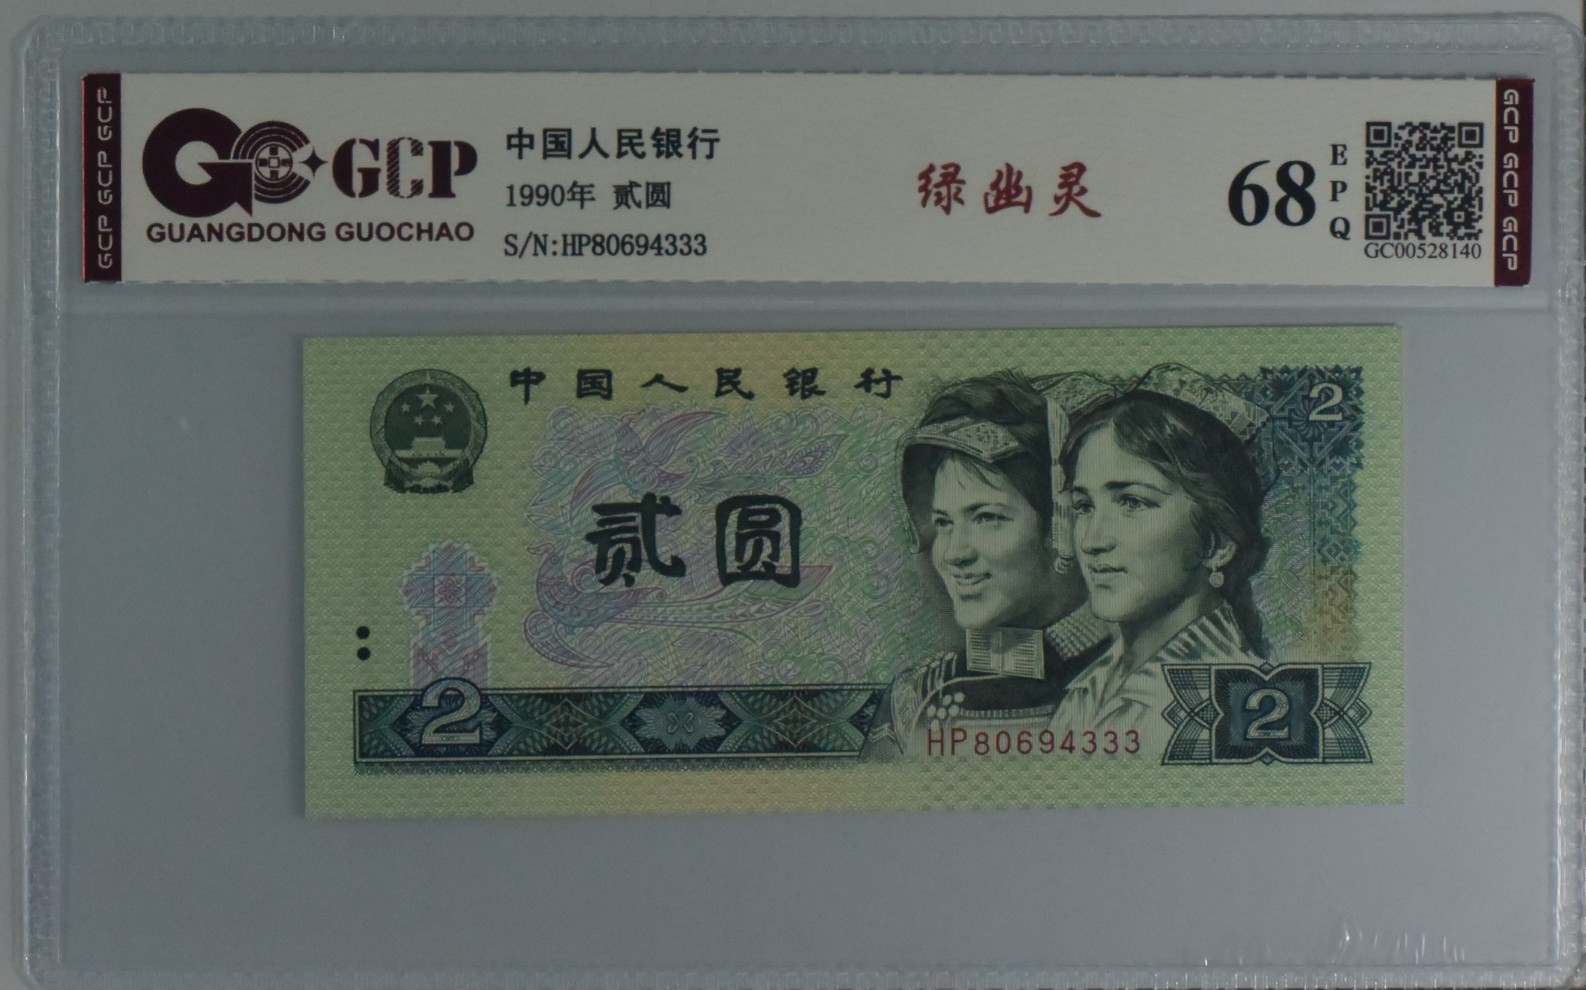 GCP GCP GCP
GCP
GUANGDONG GUOCHAO
中国人民银行
1990年 贰圆
S/N:HP80694333
绿幽灵
68
EPQ
GC00528140
GCP GCP GCP
中国人民银行
2
贰圆
2
2
HP80694333